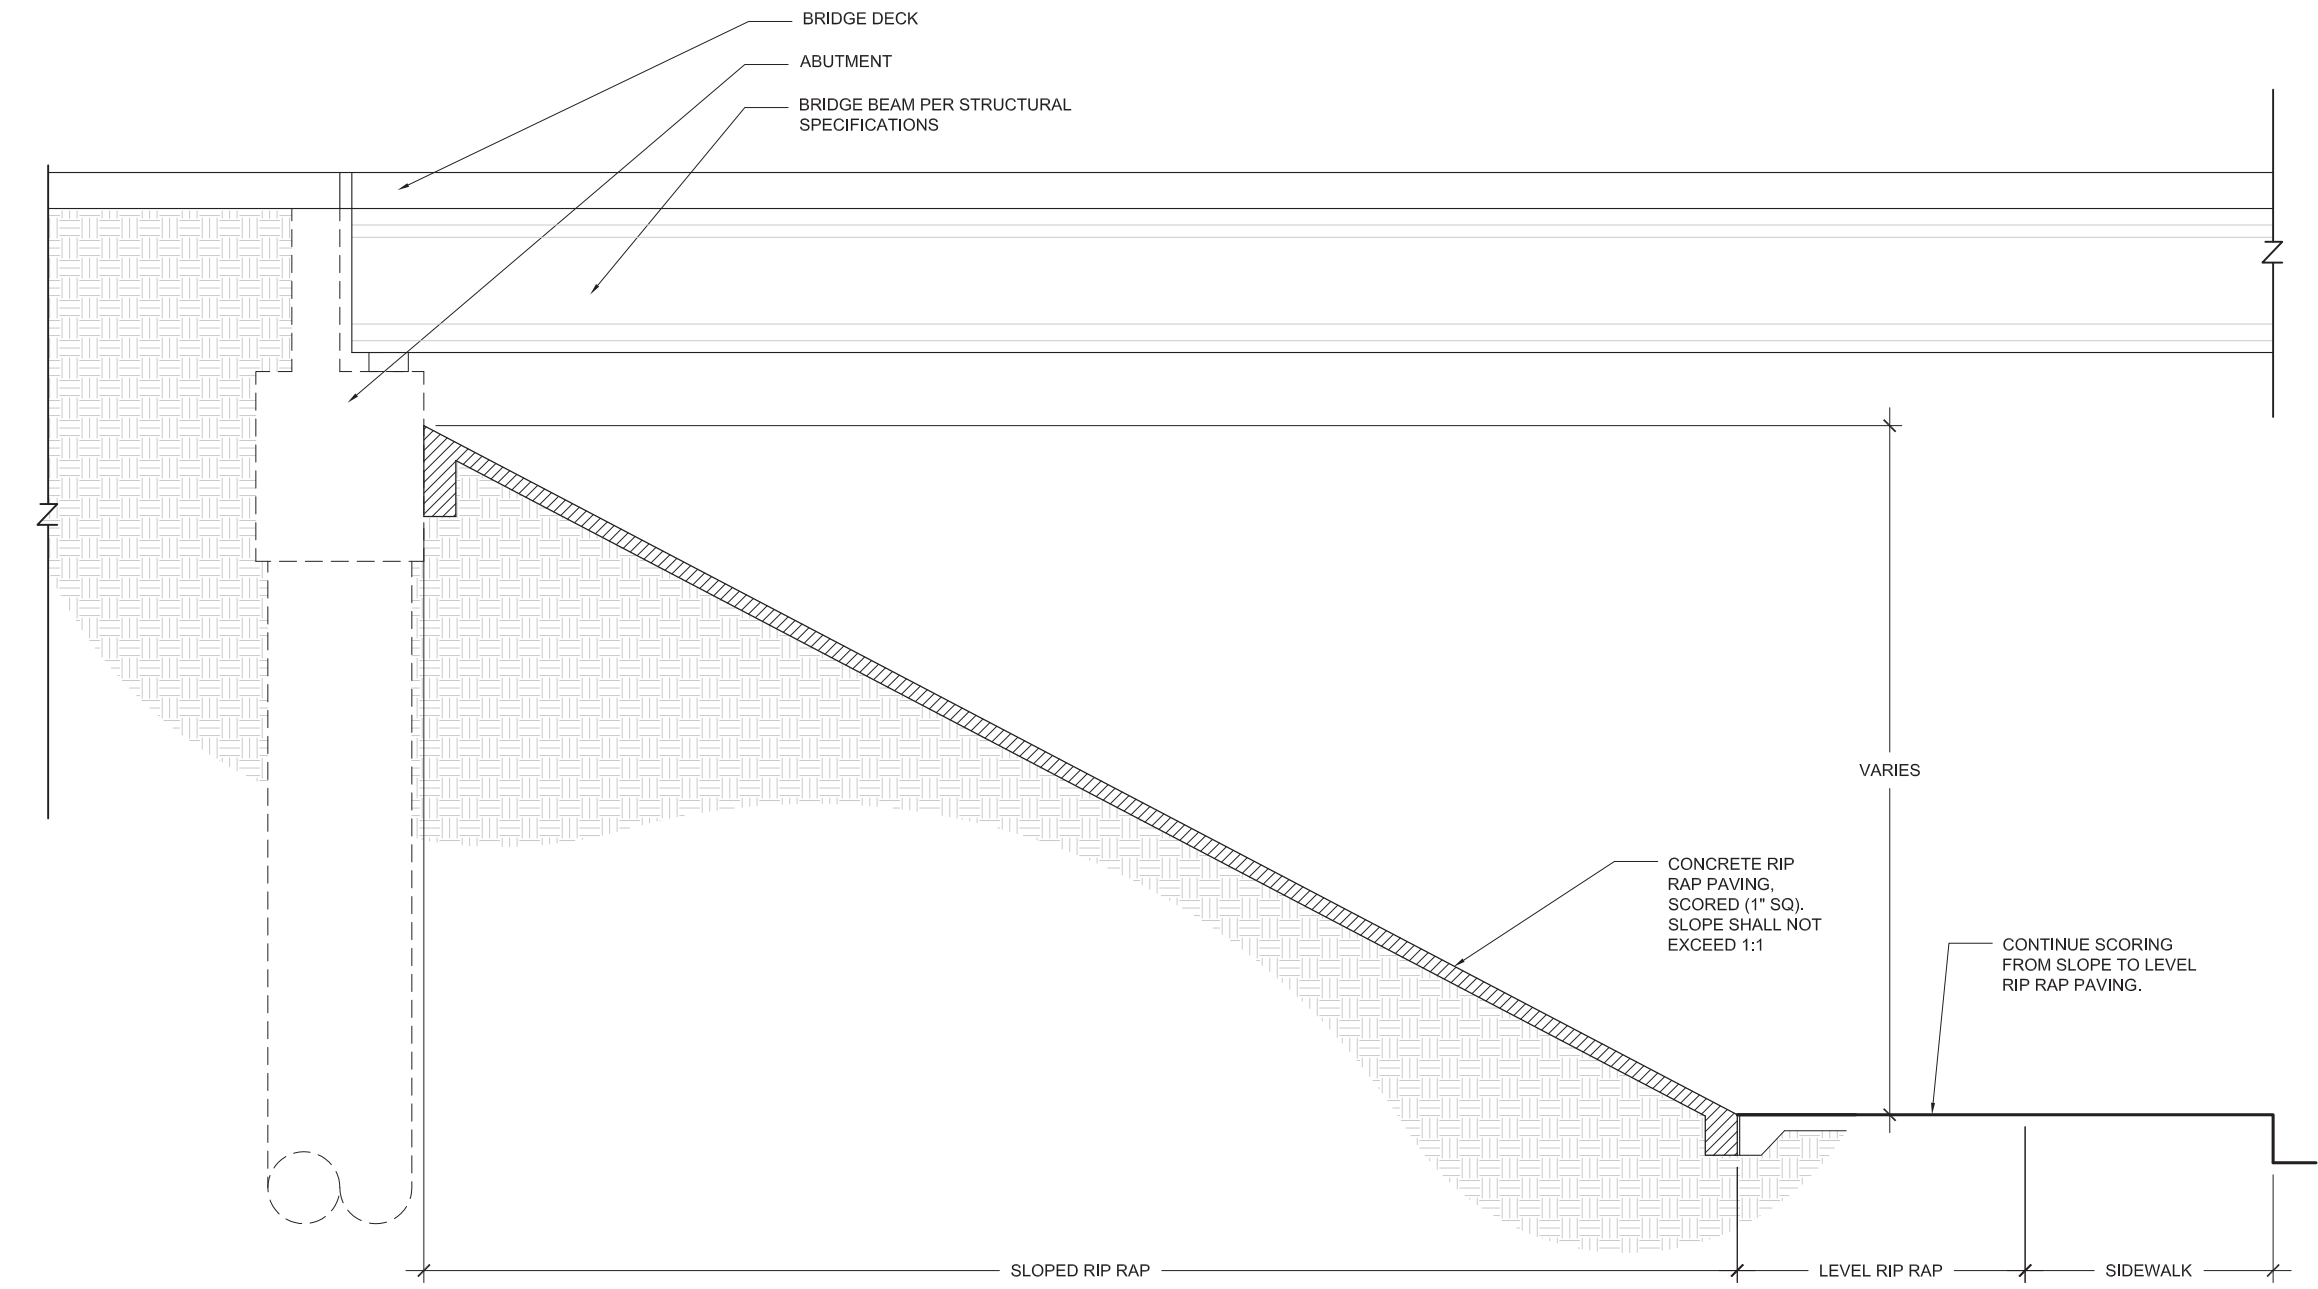 BRIDGE DECK
ABUTMENT
BRIDGE BEAM PER STRUCTURAL
SPECIFICATIONS
VARIES
CONCRETE RIP
RAP PAVING,
SCORED (1" SQ).
SLOPE SHALL NOT
EXCEED 1:1
CONTINUE SCORING
FROM SLOPE TO LEVEL
RIP RAP PAVING.
SLOPED RIP RAP
LEVEL RIP RAP
SIDEWALK